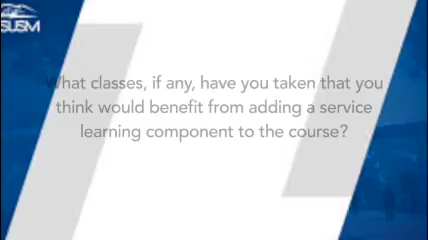 CSUSM
What classes, if any, have you taken that you
think would benefit from adding a service
learning component to the course?